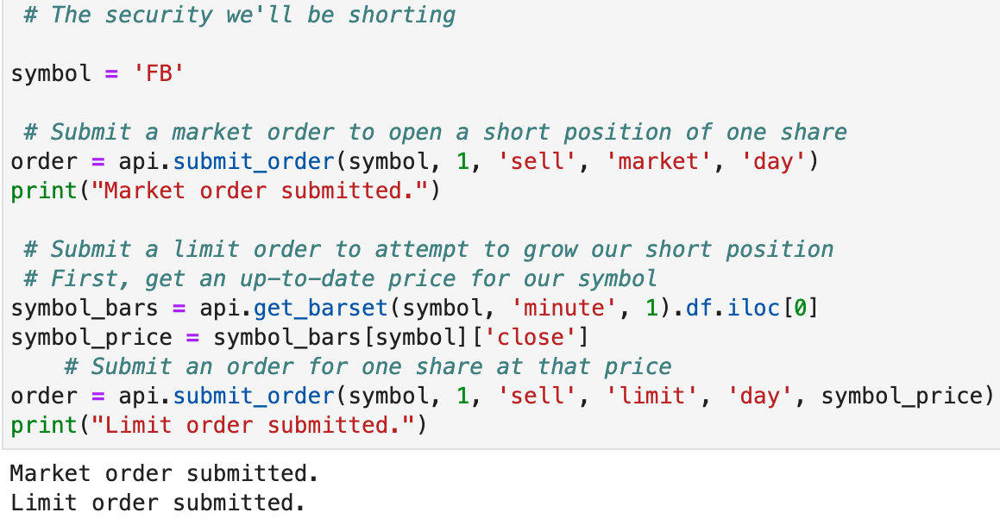 # The security we'll be shorting
symbol = 'FB'
# Submit a market order to open a short position of one share
order = api.submit_order(symbol, 1, 'sell', 'market', 'day')
print("Market order submitted.")
# Submit a limit order to attempt to grow our short position
# First, get an up-to-date price for our symbol
symbol_bars = api.get_barset(symbol, 'minute', 1).df.iloc[0]
symbol_price = symbol_bars[symbol]['close']
# Submit an order for one share at that price
order = api.submit_order(symbol, 1, 'sell', 'limit', 'day', symbol_price)
print("Limit order submitted.")
Market order submitted.
Limit order submitted.